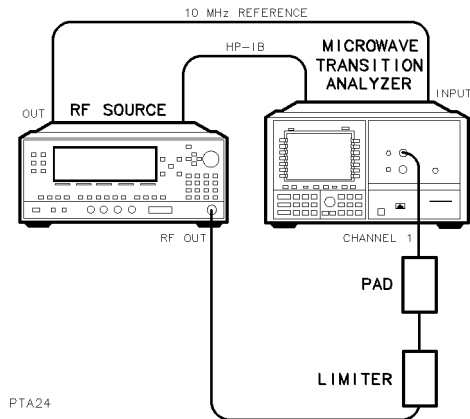 10 MHz REFERENCE
HP-IB
MICROWAVE
TRANSITION
ANALYZER
OUT
RF SOURCE
INPUT
RF OUT
CHANNEL 1
PAD
LIMITER
PTA24